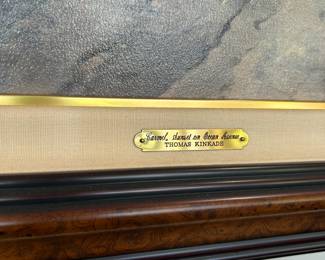 Carmel, Sunset on Ocean Avenue
THOMAS KINKADE